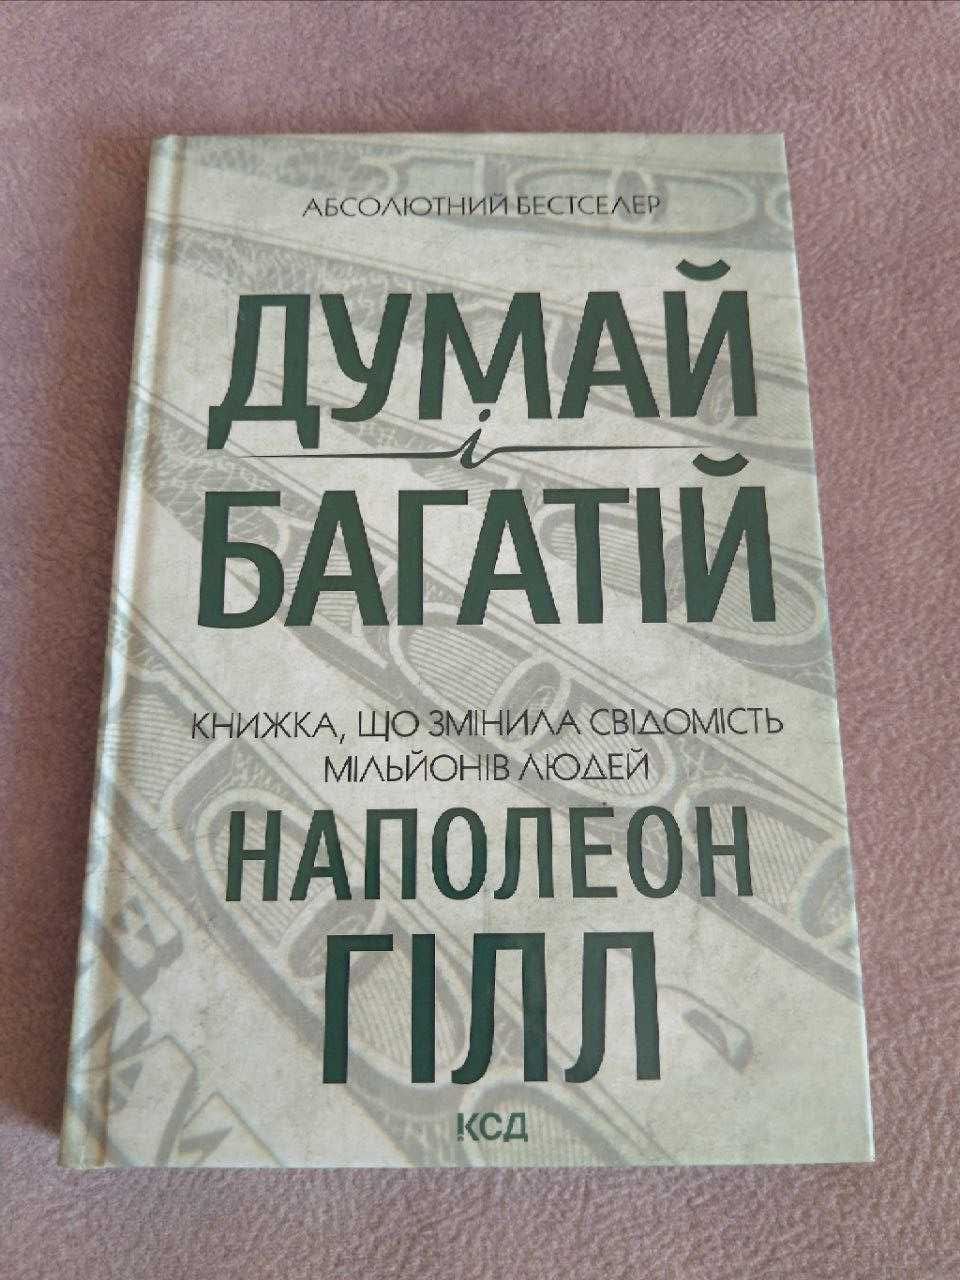 АБСОЛЮТНИЙ БЕСТСЕЛЕР
ДУМАЙ
і
БАГАТІЙ
КНИЖКА, ЩО ЗМІНИЛА СВІДОМІСТЬ
МІЛЬЙОНІВ ЛЮДЕЙ
НАПОЛЕОН
ГІЛЛ
КСД